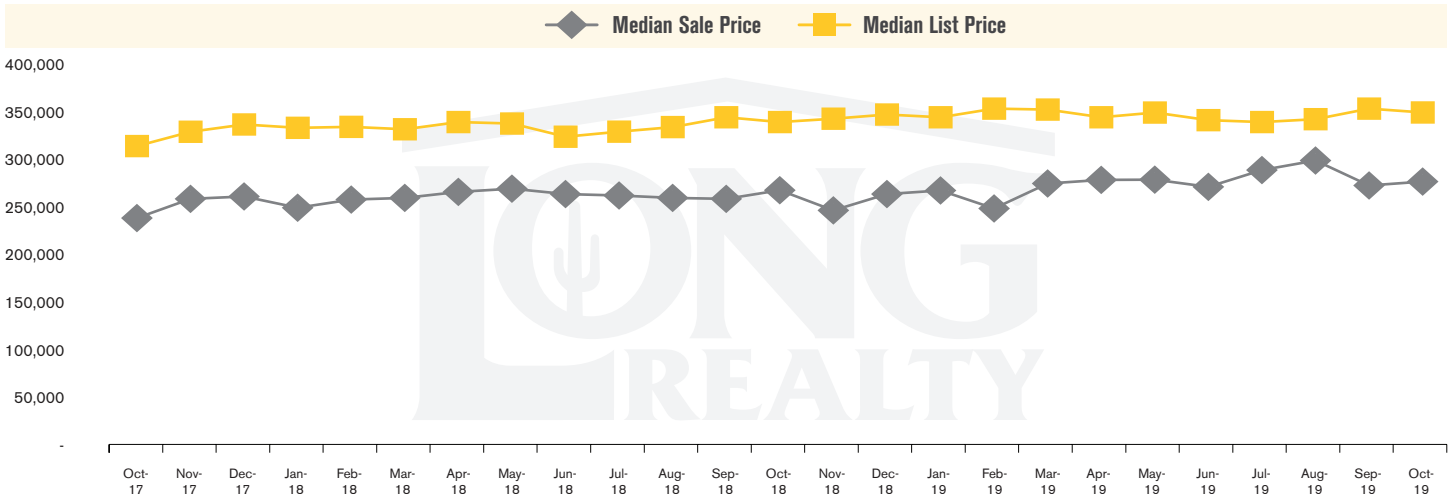 Median Sale Price Median List Price
400,000
350,000
300,000
250,000
200,000
150,000
100,000
50,000
-
LONG
REALTY
Oct- Nov- Dec- Jan- Feb- Mar- Apr- May- Jun- Jul- Aug- Sep- Oct- Nov- Dec- Jan- Feb- Mar- Apr- May- Jun- Jul- Aug- Sep- Oct-
17 17 17 18 18 18 18 18 18 18 18 18 18 18 18 19 19 19 19 19 19 19 19 19 19